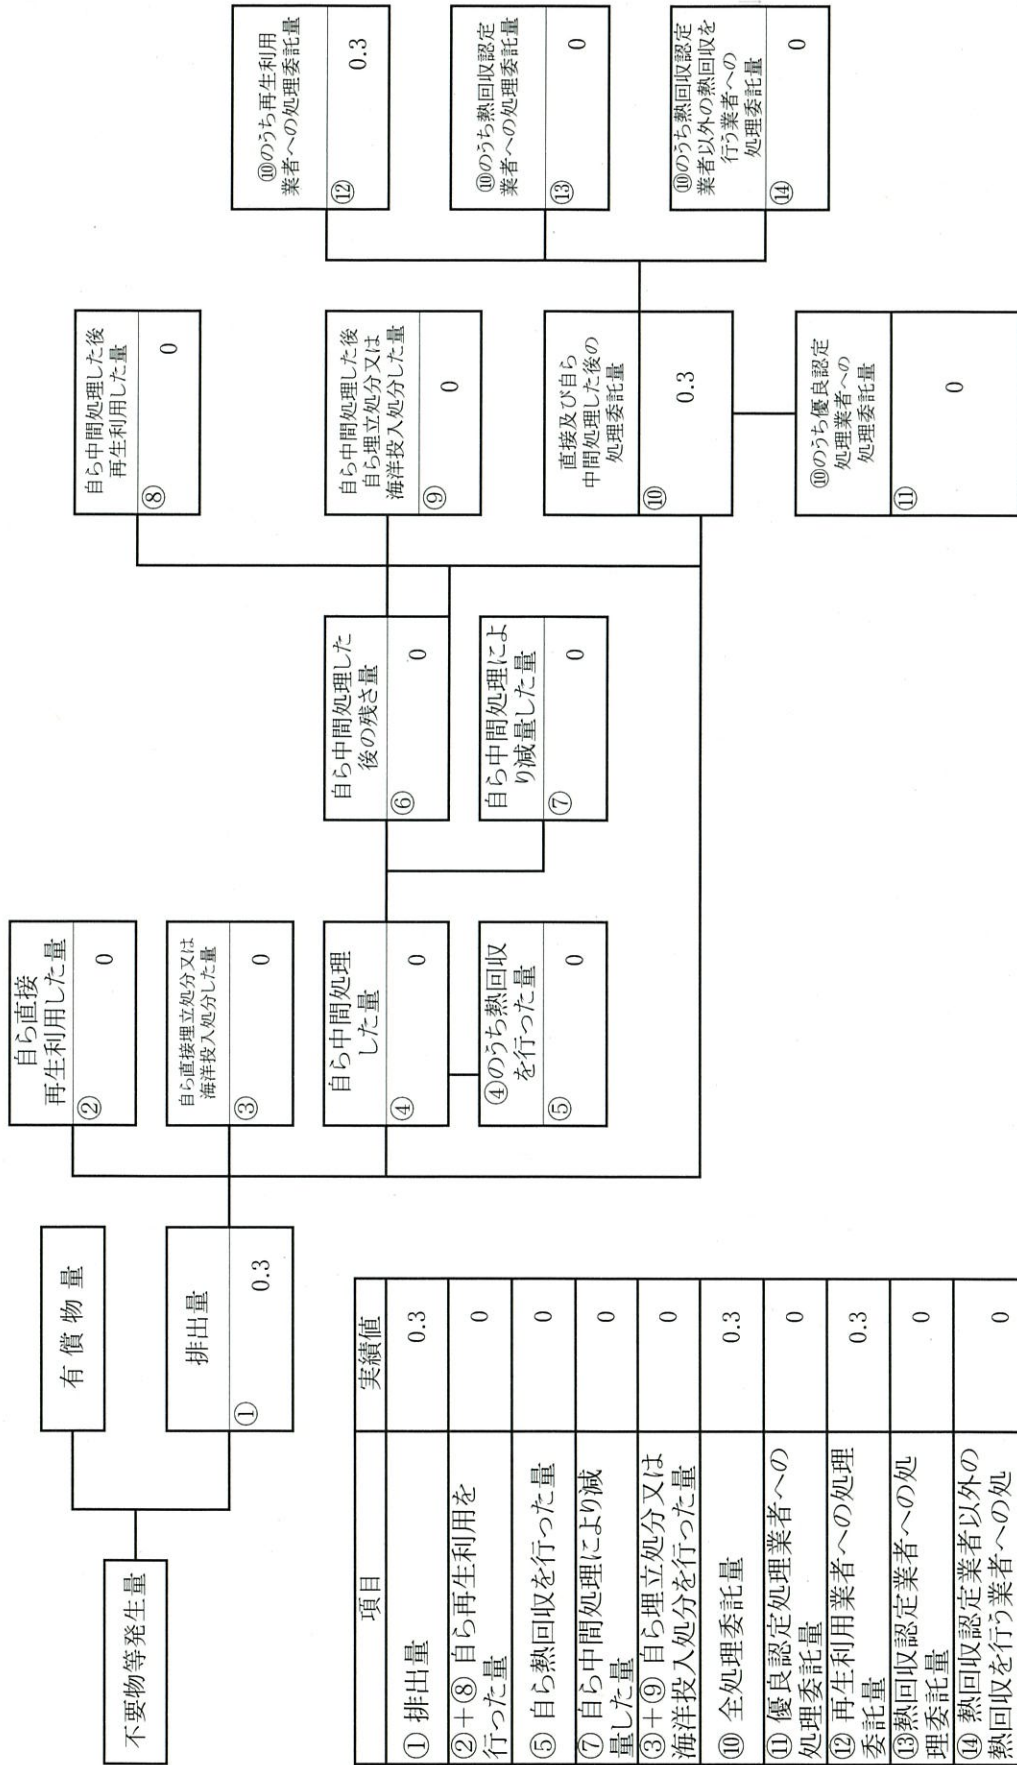 不要物等発生量
有償物量
排出量
① 0.3
自ら直接
再生利用した量
② 0
自ら直接埋立処分又は
海洋投入処分した量
③ 0
自ら中間処理
した量
④ 0
④のうち熱回収
を行った量
⑤ 0
自ら中間処理した
後の残さ量
⑥ 0
自ら中間処理によ
り減量した量
⑦ 0
自ら中間処理した後
再生利用した量
⑧ 0
自ら中間処理した後
自ら埋立処分又は
海洋投入処分した量
⑨ 0
直接及び自ら
中間処理した後の
処理委託量
⑩ 0.3
⑩のうち優良認定
処理業者への
処理委託量
⑪ 0
⑩のうち再生利用
業者への処理委託量
⑫ 0.3
⑩のうち熱回収認定
業者への処理委託量
⑬ 0
⑩のうち熱回収認定
業者以外の熱回収を
行う業者への
処理委託量
⑭ 0
項目 実績値
① 排出量 0.3
②+⑧ 自ら再生利用を
行った量 0
⑤ 自ら熱回収を行った量 0
⑦ 自ら中間処理により減
量した量 0
③+⑨ 自ら埋立処分又は
海洋投入処分を行った量 0
⑩ 全処理委託量 0.3
⑪ 優良認定処理業者への
処理委託量 0
⑫ 再生利用業者への処理
委託量 0.3
⑬熱回収認定業者への処
理委託量 0
⑭ 熱回収認定業者以外の
熱回収を行う業者への処 0